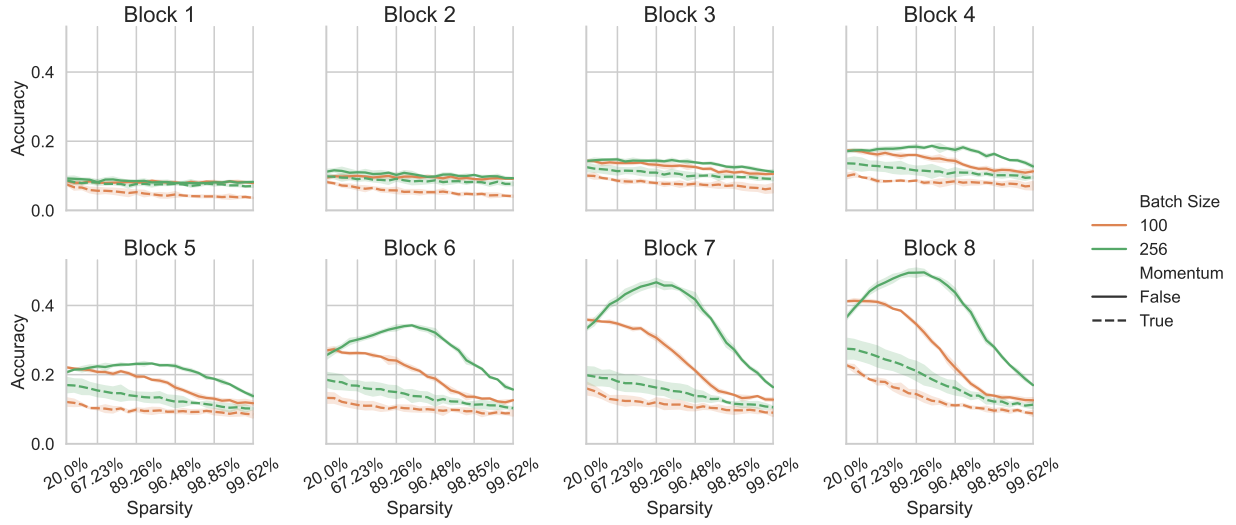 Block 1
Block 2
Block 3
Block 4
Accuracy
0.4
0.2
0.0
Block 5
Block 6
Block 7
Block 8
Accuracy
0.4
0.2
0.0
20.0% 67.23% 89.26% 96.48% 98.85% 99.62%
20.0% 67.23% 89.26% 96.48% 98.85% 99.62%
20.0% 67.23% 89.26% 96.48% 98.85% 99.62%
20.0% 67.23% 89.26% 96.48% 98.85% 99.62%
Sparsity
Sparsity
Sparsity
Sparsity
Batch Size
100
256
Momentum
False
True